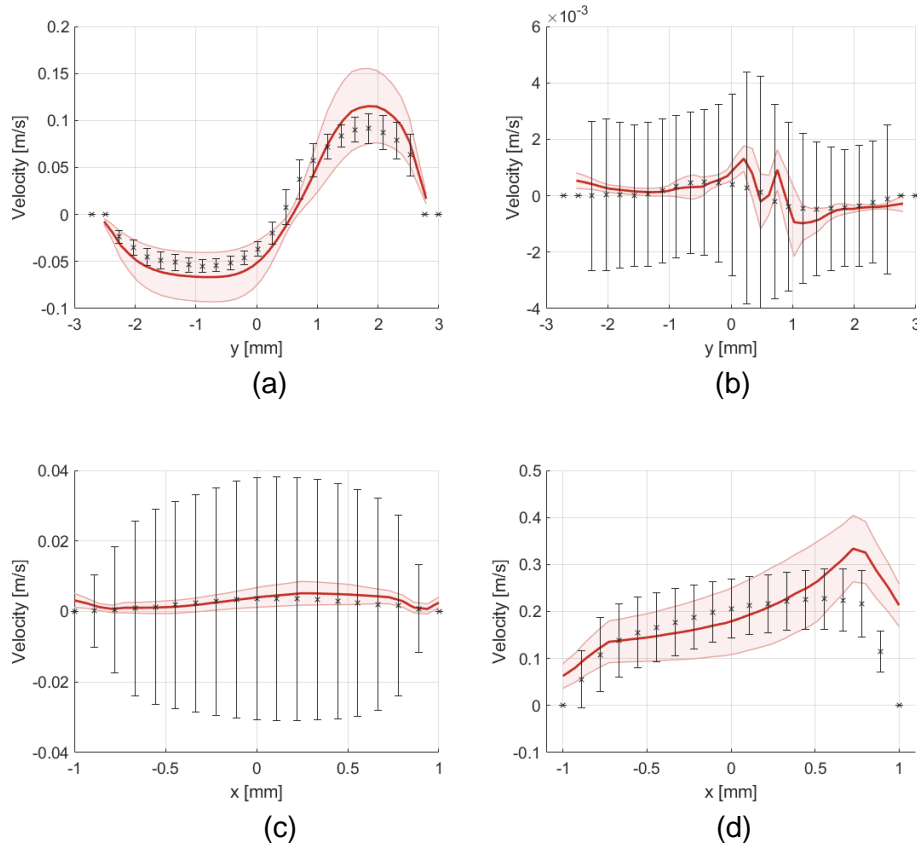 0.2
0.15
0.1
0.05
0
-0.05
-0.1
Velocity [m/s]
-3 -2 -1 0 1 2 3
y [mm]
(a)
×10⁻³
6
4
2
0
-2
-4
Velocity [m/s]
-3 -2 -1 0 1 2 3
y [mm]
(b)
0.04
0.02
0
-0.02
-0.04
Velocity [m/s]
-1 -0.5 0 0.5 1
x [mm]
(c)
0.5
0.4
0.3
0.2
0.1
0
-0.1
Velocity [m/s]
-1 -0.5 0 0.5 1
x [mm]
(d)